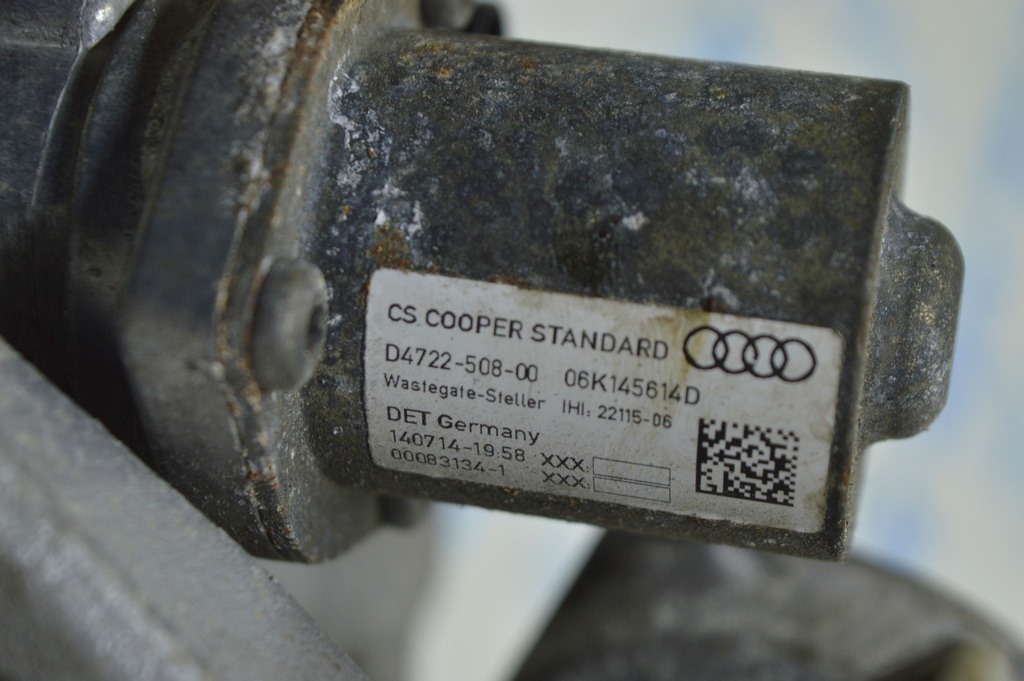 CS COOPER STANDARD
D4722-508-00 06K145614D
Wastegate-Steller IHI: 22115-06
DET Germany
140714-19:58 XXX:
00083134-1 XXX: